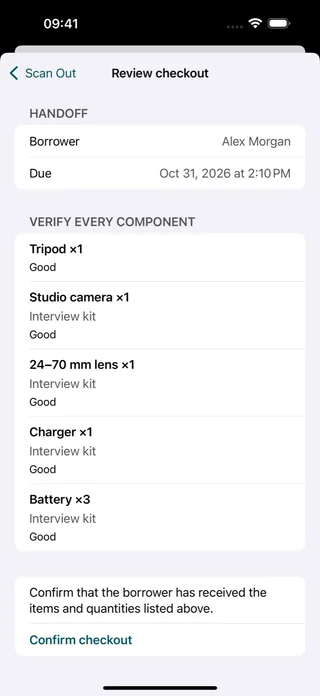 09:41
Scan Out
Review checkout
HANDOFF
Borrower
Alex Morgan
Due
Oct 31, 2026 at 2:10 PM
VERIFY EVERY COMPONENT
Tripod ×1
Good
Studio camera ×1
Interview kit
Good
24–70 mm lens ×1
Interview kit
Good
Charger ×1
Interview kit
Good
Battery ×3
Interview kit
Good
Confirm that the borrower has received the
items and quantities listed above.
Confirm checkout